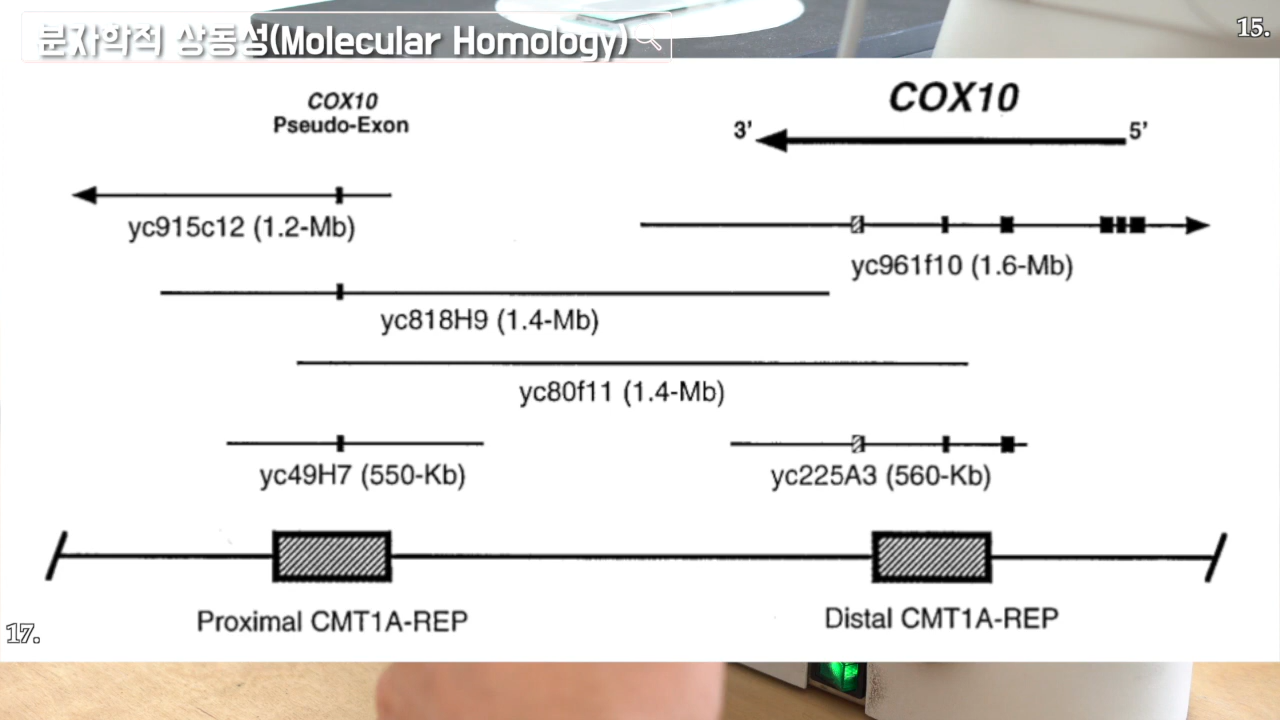 분자학적 상동성(Molecular Homology)
15.
COX10
Pseudo-Exon
COX10
3’
5’
yc915c12 (1.2-Mb)
yc961f10 (1.6-Mb)
yc818H9 (1.4-Mb)
yc80f11 (1.4-Mb)
yc49H7 (550-Kb)
yc225A3 (560-Kb)
Proximal CMT1A-REP
Distal CMT1A-REP
17.